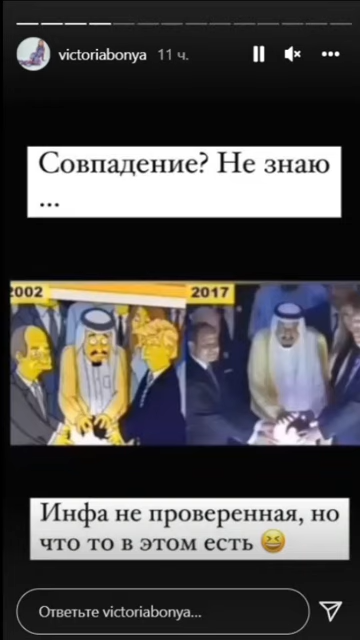 victoriabonya 11 ч.
Совпадение? Не знаю
...
2002 2017
Инфа не проверенная, но
что то в этом есть 😆
Ответьте victoriabonya...